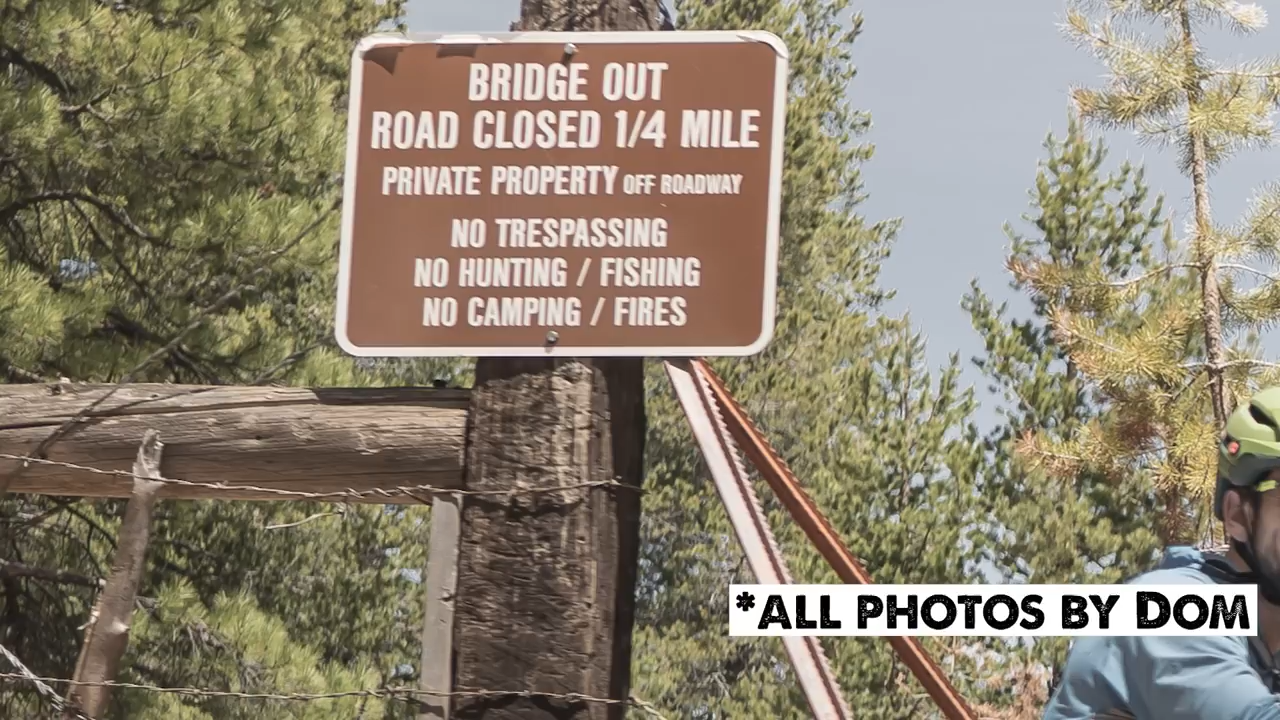 BRIDGE OUT
ROAD CLOSED 1/4 MILE
PRIVATE PROPERTY OFF ROADWAY
NO TRESPASSING
NO HUNTING / FISHING
NO CAMPING / FIRES
*ALL PHOTOS BY DOM